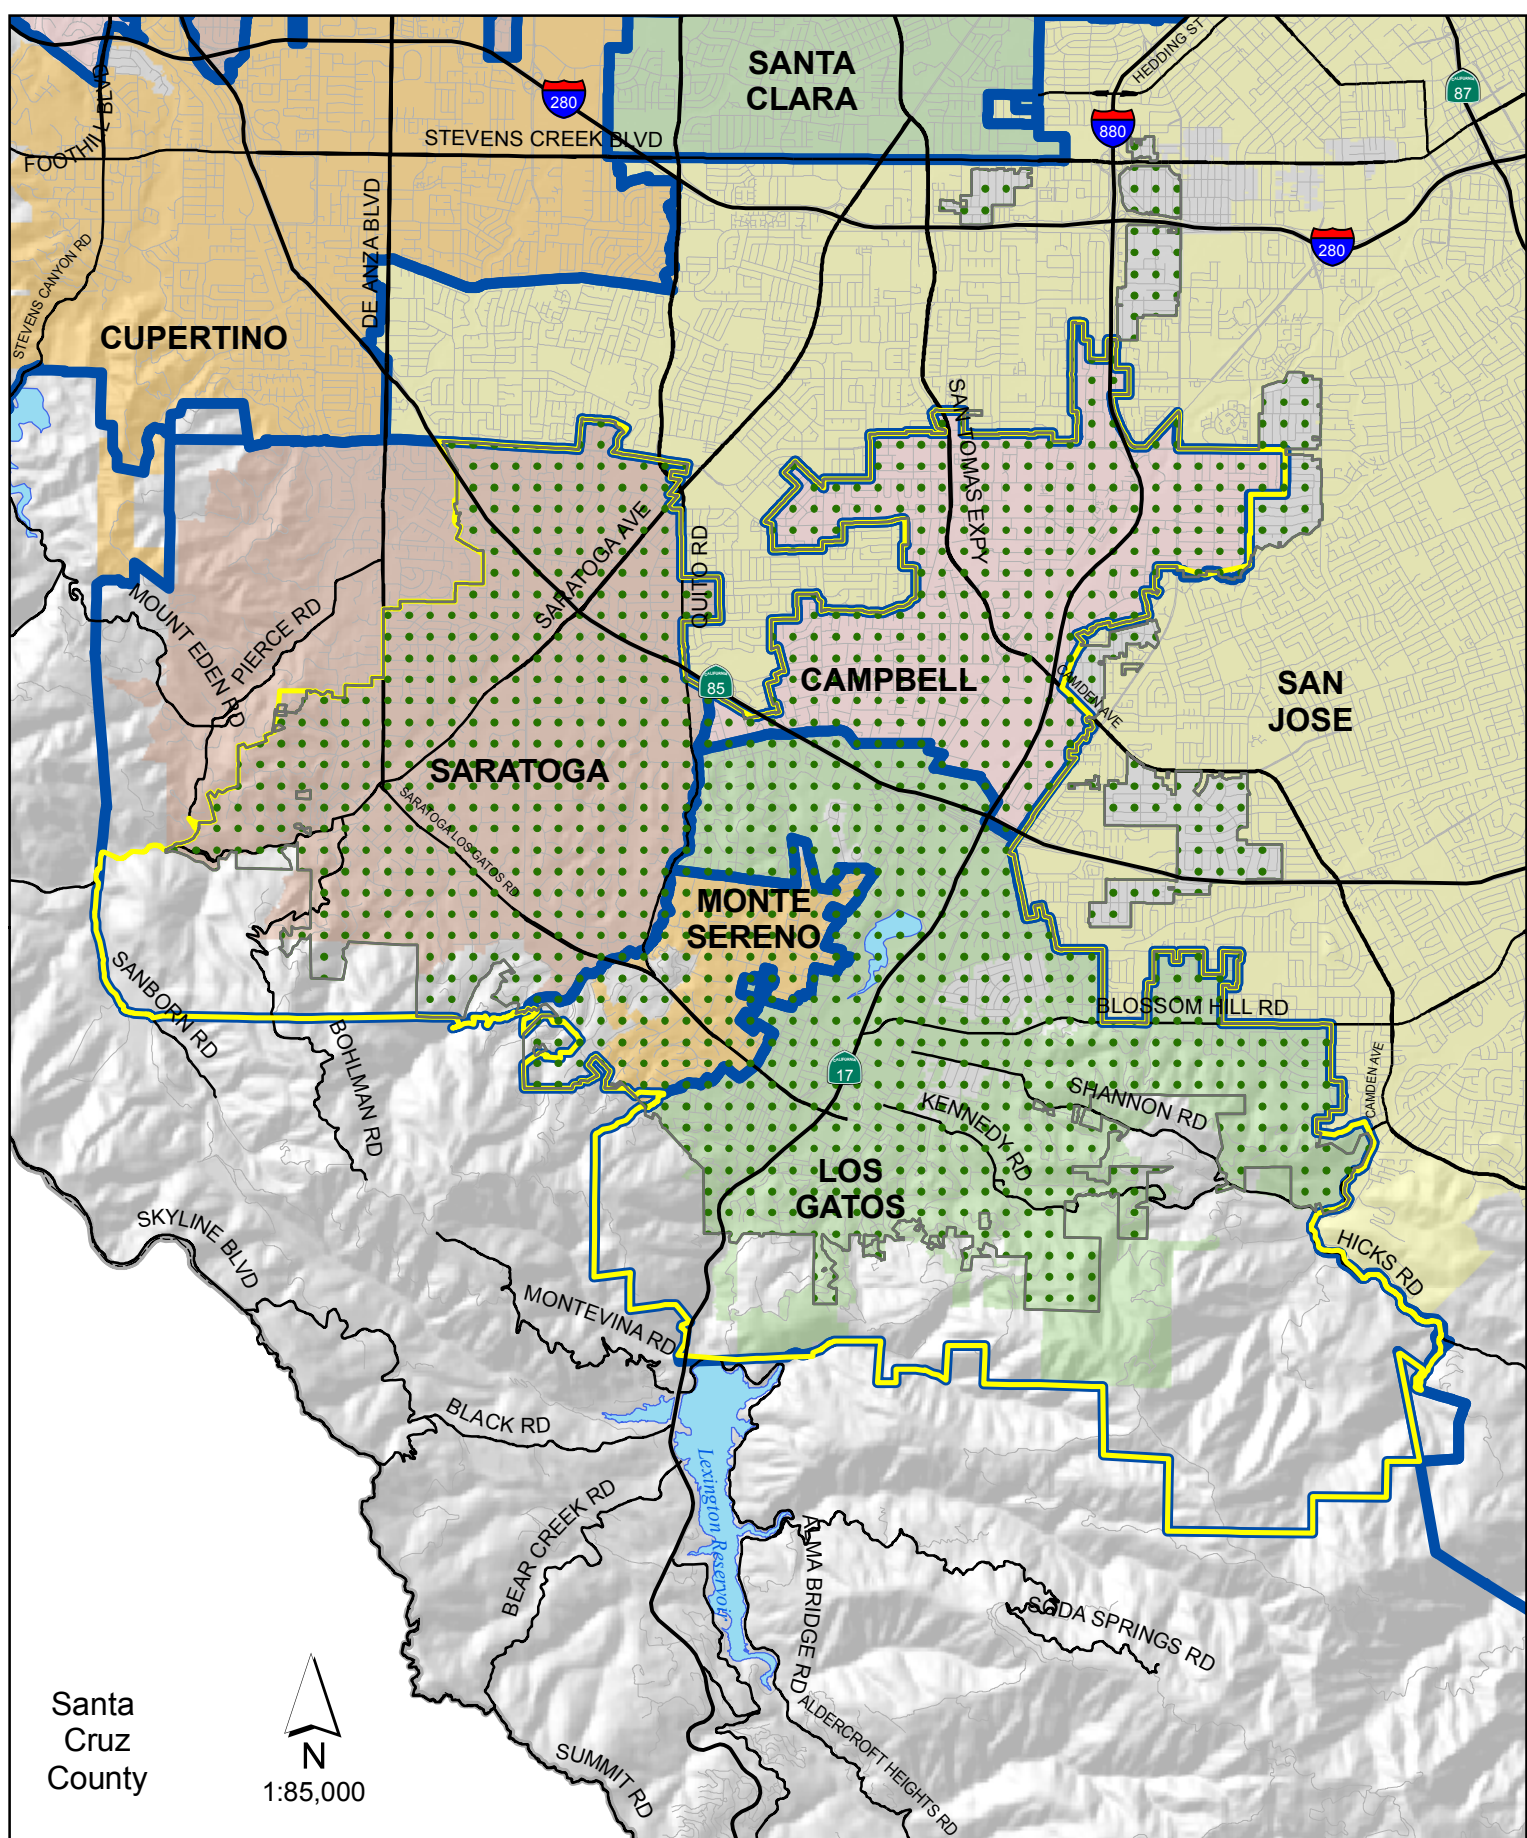 HEDDING ST
SANTA
CLARA
CALIFORNIA
87
280
880
FOOTHILL BLVD
STEVENS CREEK BLVD
DE ANZA BLVD
STEVENS CANYON RD
280
CUPERTINO
SAN TOMAS EXPY
SARATOGA AVE
QUITO RD
MOUNT EDEN RD
PIERCE RD
CALIFORNIA
85
CAMPBELL
CAMDEN AVE
SAN
JOSE
SARATOGA
SARATOGA LOS GATOS RD
MONTE
SERENO
SANBORN RD
BOHLMAN RD
BLOSSOM HILL RD
CALIFORNIA
17
CAMDEN AVE
SHANNON RD
KENNEDY RD
LOS
GATOS
SKYLINE BLVD
HICKS RD
MONTEVINA RD
BLACK RD
Lexington Reservoir
BEAR CREEK RD
ALMA BRIDGE RD
SODA SPRINGS RD
ALDERCROFT HEIGHTS RD
SUMMIT RD
Santa
Cruz
County
N
1:85,000